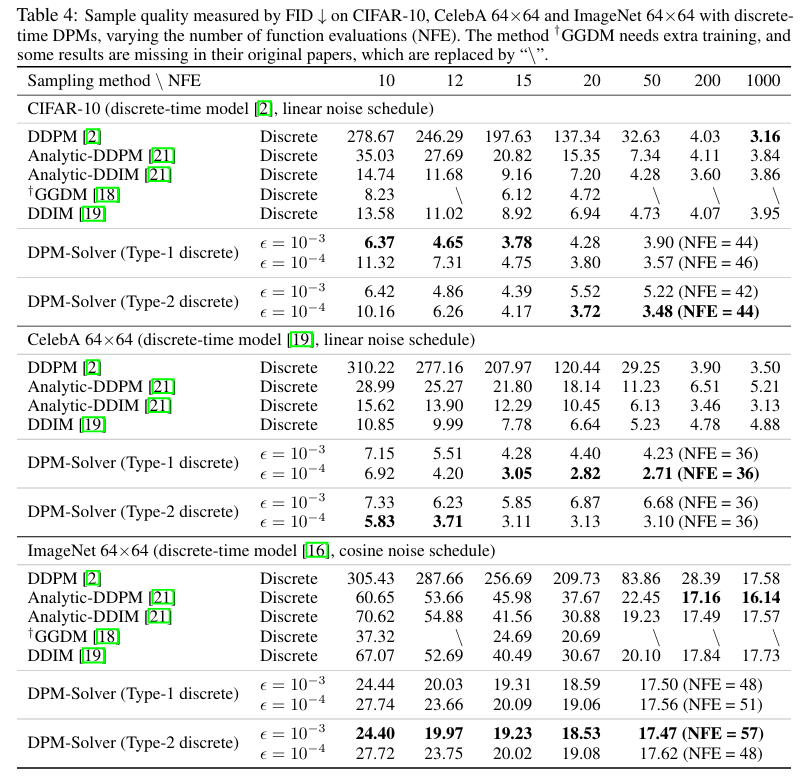 Table 4: Sample quality measured by FID ↓ on CIFAR-10, CelebA 64×64 and ImageNet 64×64 with discrete-
time DPMs, varying the number of function evaluations (NFE). The method †GGDM needs extra training, and
some results are missing in their original papers, which are replaced by “\”.
Sampling method \ NFE 10 12 15 20 50 200 1000
CIFAR-10 (discrete-time model [2], linear noise schedule)
DDPM [2] Discrete 278.67 246.29 197.63 137.34 32.63 4.03 3.16
Analytic-DDPM [21] Discrete 35.03 27.69 20.82 15.35 7.34 4.11 3.84
Analytic-DDIM [21] Discrete 14.74 11.68 9.16 7.20 4.28 3.60 3.86
†GGDM [18] Discrete 8.23 \ 6.12 4.72 \ \ \
DDIM [19] Discrete 13.58 11.02 8.92 6.94 4.73 4.07 3.95
DPM-Solver (Type-1 discrete) ϵ = 10⁻³ 6.37 4.65 3.78 4.28 3.90 (NFE = 44)
ϵ = 10⁻⁴ 11.32 7.31 4.75 3.80 3.57 (NFE = 46)
DPM-Solver (Type-2 discrete) ϵ = 10⁻³ 6.42 4.86 4.39 5.52 5.22 (NFE = 42)
ϵ = 10⁻⁴ 10.16 6.26 4.17 3.72 3.48 (NFE = 44)
CelebA 64×64 (discrete-time model [19], linear noise schedule)
DDPM [2] Discrete 310.22 277.16 207.97 120.44 29.25 3.90 3.50
Analytic-DDPM [21] Discrete 28.99 25.27 21.80 18.14 11.23 6.51 5.21
Analytic-DDIM [21] Discrete 15.62 13.90 12.29 10.45 6.13 3.46 3.13
DDIM [19] Discrete 10.85 9.99 7.78 6.64 5.23 4.78 4.88
DPM-Solver (Type-1 discrete) ϵ = 10⁻³ 7.15 5.51 4.28 4.40 4.23 (NFE = 36)
ϵ = 10⁻⁴ 6.92 4.20 3.05 2.82 2.71 (NFE = 36)
DPM-Solver (Type-2 discrete) ϵ = 10⁻³ 7.33 6.23 5.85 6.87 6.68 (NFE = 36)
ϵ = 10⁻⁴ 5.83 3.71 3.11 3.13 3.10 (NFE = 36)
ImageNet 64×64 (discrete-time model [16], cosine noise schedule)
DDPM [2] Discrete 305.43 287.66 256.69 209.73 83.86 28.39 17.58
Analytic-DDPM [21] Discrete 60.65 53.66 45.98 37.67 22.45 17.16 16.14
Analytic-DDIM [21] Discrete 70.62 54.88 41.56 30.88 19.23 17.49 17.57
†GGDM [18] Discrete 37.32 \ 24.69 20.69 \ \ \
DDIM [19] Discrete 67.07 52.69 40.49 30.67 20.10 17.84 17.73
DPM-Solver (Type-1 discrete) ϵ = 10⁻³ 24.44 20.03 19.31 18.59 17.50 (NFE = 48)
ϵ = 10⁻⁴ 27.74 23.66 20.09 19.06 17.56 (NFE = 51)
DPM-Solver (Type-2 discrete) ϵ = 10⁻³ 24.40 19.97 19.23 18.53 17.47 (NFE = 57)
ϵ = 10⁻⁴ 27.72 23.75 20.02 19.08 17.62 (NFE = 48)